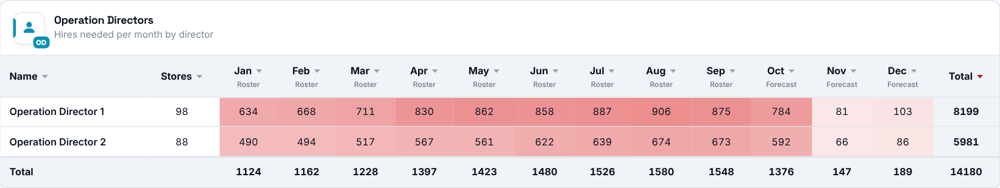 Operation Directors
Hires needed per month by director
OD
Name Stores Jan Feb Mar Apr May Jun Jul Aug Sep Oct Nov Dec Total
Roster Roster Roster Roster Roster Roster Roster Roster Roster Forecast Forecast Forecast
Operation Director 1 98 634 668 711 830 862 858 887 906 875 784 81 103 8199
Operation Director 2 88 490 494 517 567 561 622 639 674 673 592 66 86 5981
Total 1124 1162 1228 1397 1423 1480 1526 1580 1548 1376 147 189 14180